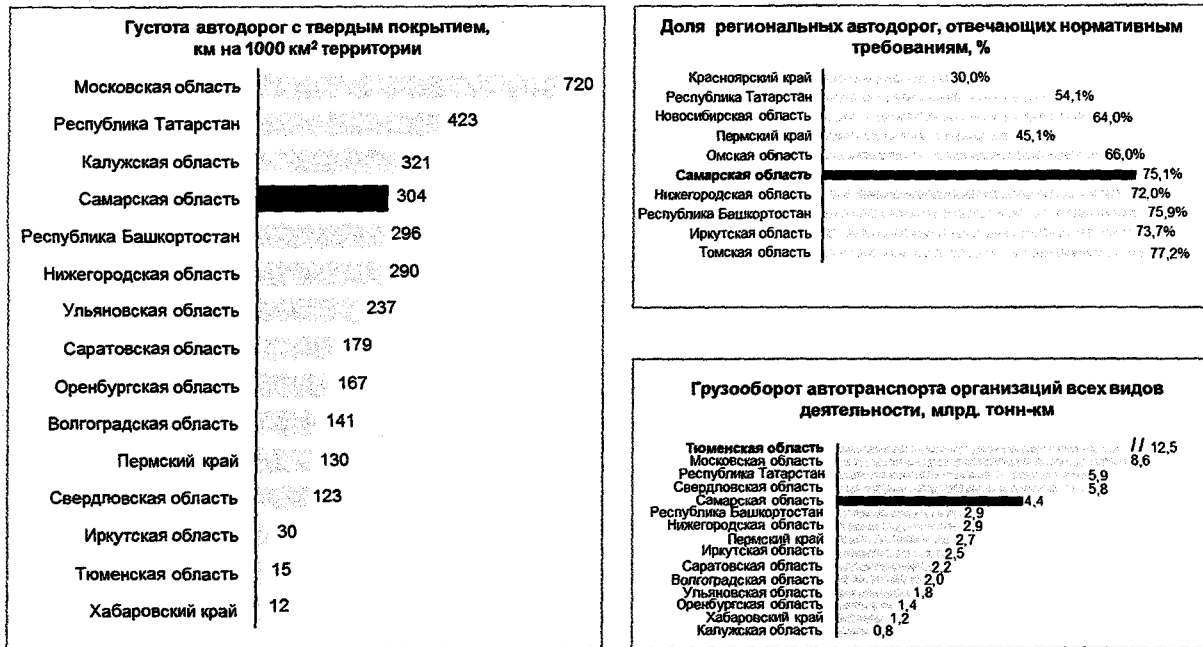 Густота автодорог с твердым покрытием,
км на 1000 км² территории
Московская область 720
Республика Татарстан 423
Калужская область 321
Самарская область 304
Республика Башкортостан 296
Нижегородская область 290
Ульяновская область 237
Саратовская область 179
Оренбургская область 167
Волгоградская область 141
Пермский край 130
Свердловская область 123
Иркутская область 30
Тюменская область 15
Хабаровский край 12
Доля региональных автодорог, отвечающих нормативным
требованиям, %
Красноярский край 30,0%
Республика Татарстан 54,1%
Новосибирская область 64,0%
Пермский край 45,1%
Омская область 66,0%
Самарская область 75,1%
Нижегородская область 72,0%
Республика Башкортостан 75,9%
Иркутская область 73,7%
Томская область 77,2%
Грузооборот автотранспорта организаций всех видов
деятельности, млрд. тонн-км
Тюменская область // 12,5
Московская область 8,6
Республика Татарстан 5,9
Свердловская область 5,8
Самарская область 4,4
Республика Башкортостан 2,9
Нижегородская область 2,9
Пермский край 2,7
Иркутская область 2,5
Саратовская область 2,2
Волгоградская область 2,0
Ульяновская область 1,8
Оренбургская область 1,4
Хабаровский край 1,2
Калужская область 0,8